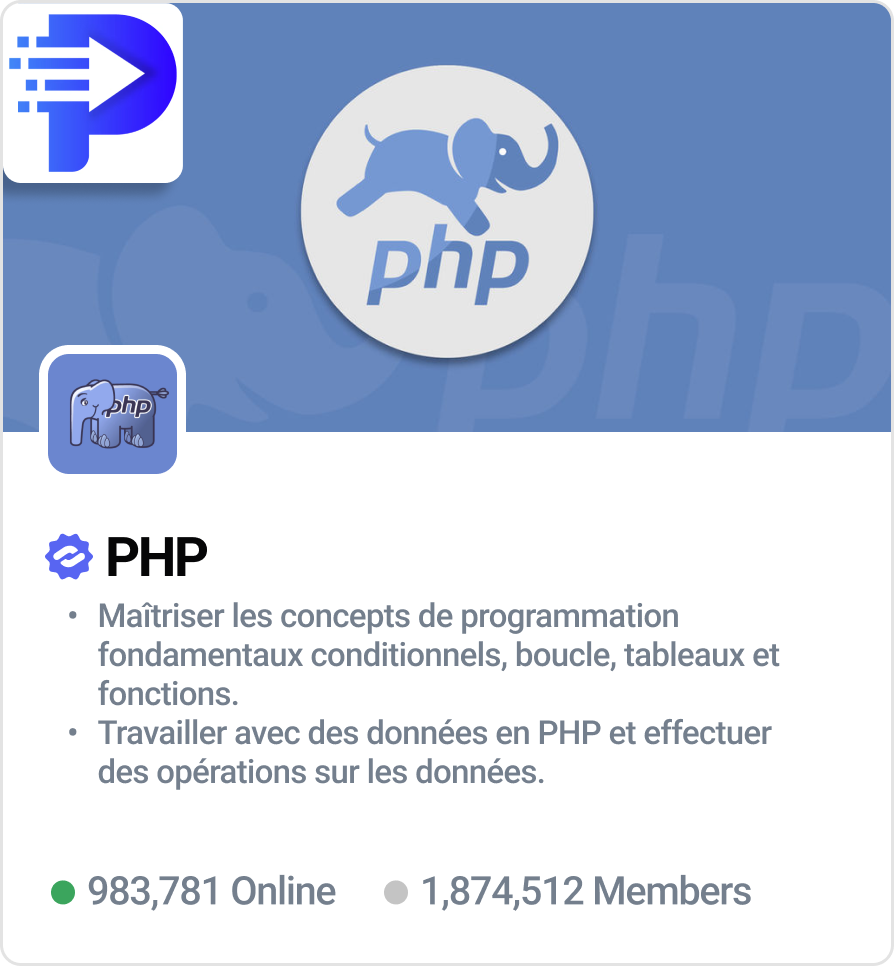 php
php
php
PHP
• Maîtriser les concepts de programmation
fondamentaux conditionnels, boucle, tableaux et
fonctions.
• Travailler avec des données en PHP et effectuer
des opérations sur les données.
983,781 Online 1,874,512 Members